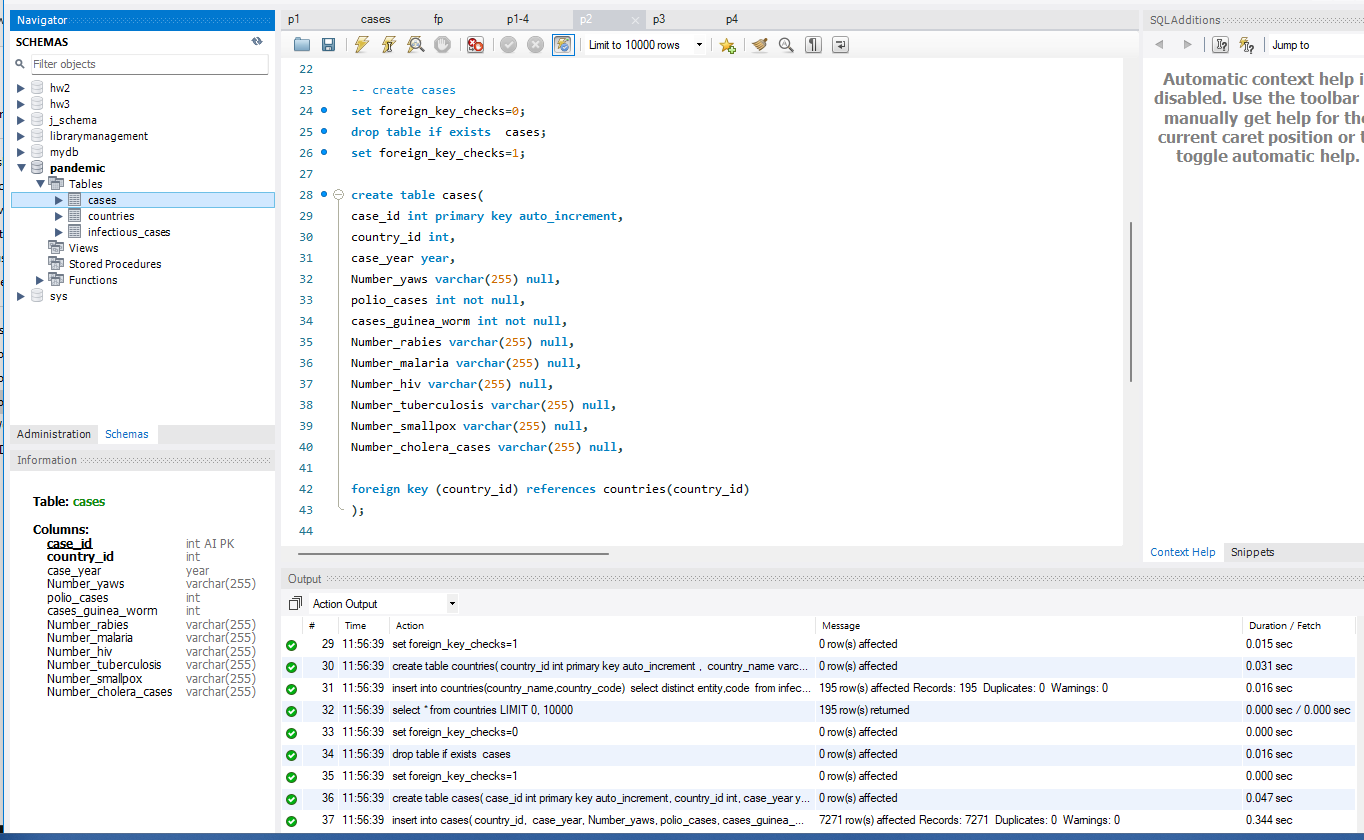 Navigator
SCHEMAS
Filter objects
hw2
hw3
j_schema
librarymanagement
mydb
pandemic
Tables
cases
countries
infectious_cases
Views
Stored Procedures
Functions
sys
Administration Schemas
Information
Table: cases
Columns:
case_id int AI PK
country_id int
case_year year
Number_yaws varchar(255)
polio_cases int
cases_guinea_worm int
Number_rabies varchar(255)
Number_malaria varchar(255)
Number_hiv varchar(255)
Number_tuberculosis varchar(255)
Number_smallpox varchar(255)
Number_cholera_cases varchar(255)
p1 cases fp p1-4 p2 p3 p4
Limit to 10000 rows
22
23 -- create cases
24 set foreign_key_checks=0;
25 drop table if exists  cases;
26 set foreign_key_checks=1;
27
28 create table cases(
29 case_id int primary key auto_increment,
30 country_id int,
31 case_year year,
32 Number_yaws varchar(255) null,
33 polio_cases int not null,
34 cases_guinea_worm int not null,
35 Number_rabies varchar(255) null,
36 Number_malaria varchar(255) null,
37 Number_hiv varchar(255) null,
38 Number_tuberculosis varchar(255) null,
39 Number_smallpox varchar(255) null,
40 Number_cholera_cases varchar(255) null,
41
42 foreign key (country_id) references countries(country_id)
43 );
44
SQLAdditions
Jump to
Automatic context help i
disabled. Use the toolbar
manually get help for the
current caret position or t
toggle automatic help.
Context Help Snippets
Output
Action Output
# Time Action Message Duration / Fetch
29 11:56:39 set foreign_key_checks=1 0 row(s) affected 0.015 sec
30 11:56:39 create table countries( country_id int primary key auto_increment ,  country_name varc... 0 row(s) affected 0.031 sec
31 11:56:39 insert into countries(country_name,country_code)  select distinct entity,code  from infec... 195 row(s) affected Records: 195  Duplicates: 0  Warnings: 0 0.016 sec
32 11:56:39 select * from countries LIMIT 0, 10000 195 row(s) returned 0.000 sec / 0.000 sec
33 11:56:39 set foreign_key_checks=0 0 row(s) affected 0.000 sec
34 11:56:39 drop table if exists  cases 0 row(s) affected 0.016 sec
35 11:56:39 set foreign_key_checks=1 0 row(s) affected 0.000 sec
36 11:56:39 create table cases( case_id int primary key auto_increment, country_id int, case_year y... 0 row(s) affected 0.047 sec
37 11:56:39 insert into cases( country_id,  case_year, Number_yaws, polio_cases, cases_guinea_... 7271 row(s) affected Records: 7271  Duplicates: 0  Warnings: 0 0.344 sec